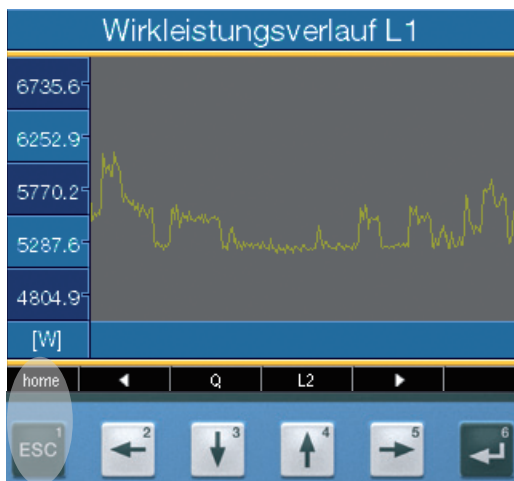 Wirkleistungsverlauf L1
6735.6
6252.9
5770.2
5287.6
4804.9
[W]
home Q L2
ESC 1 2 3 4 5 6